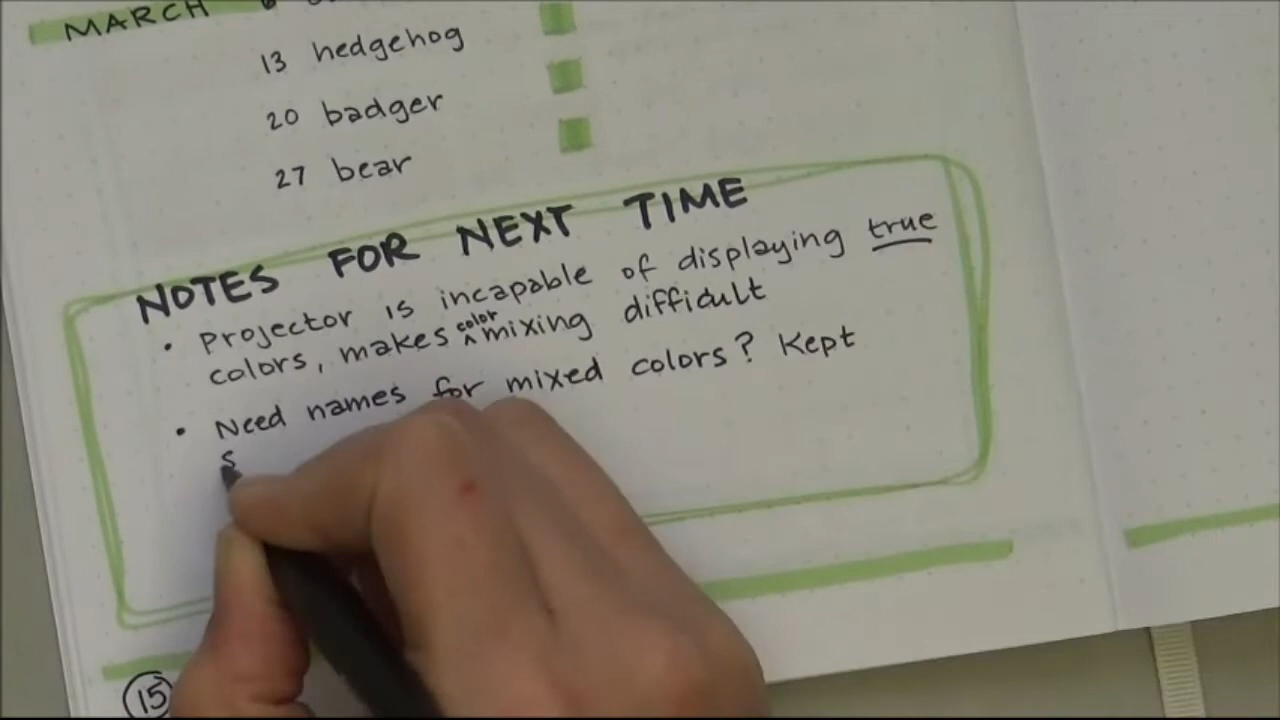 MARCH 6
13 hedgehog
20 badger
27 bear
NOTES FOR NEXT TIME
• Projector is incapable of displaying true
colors, makes color mixing difficult
• Need names for mixed colors? Kept
s
15